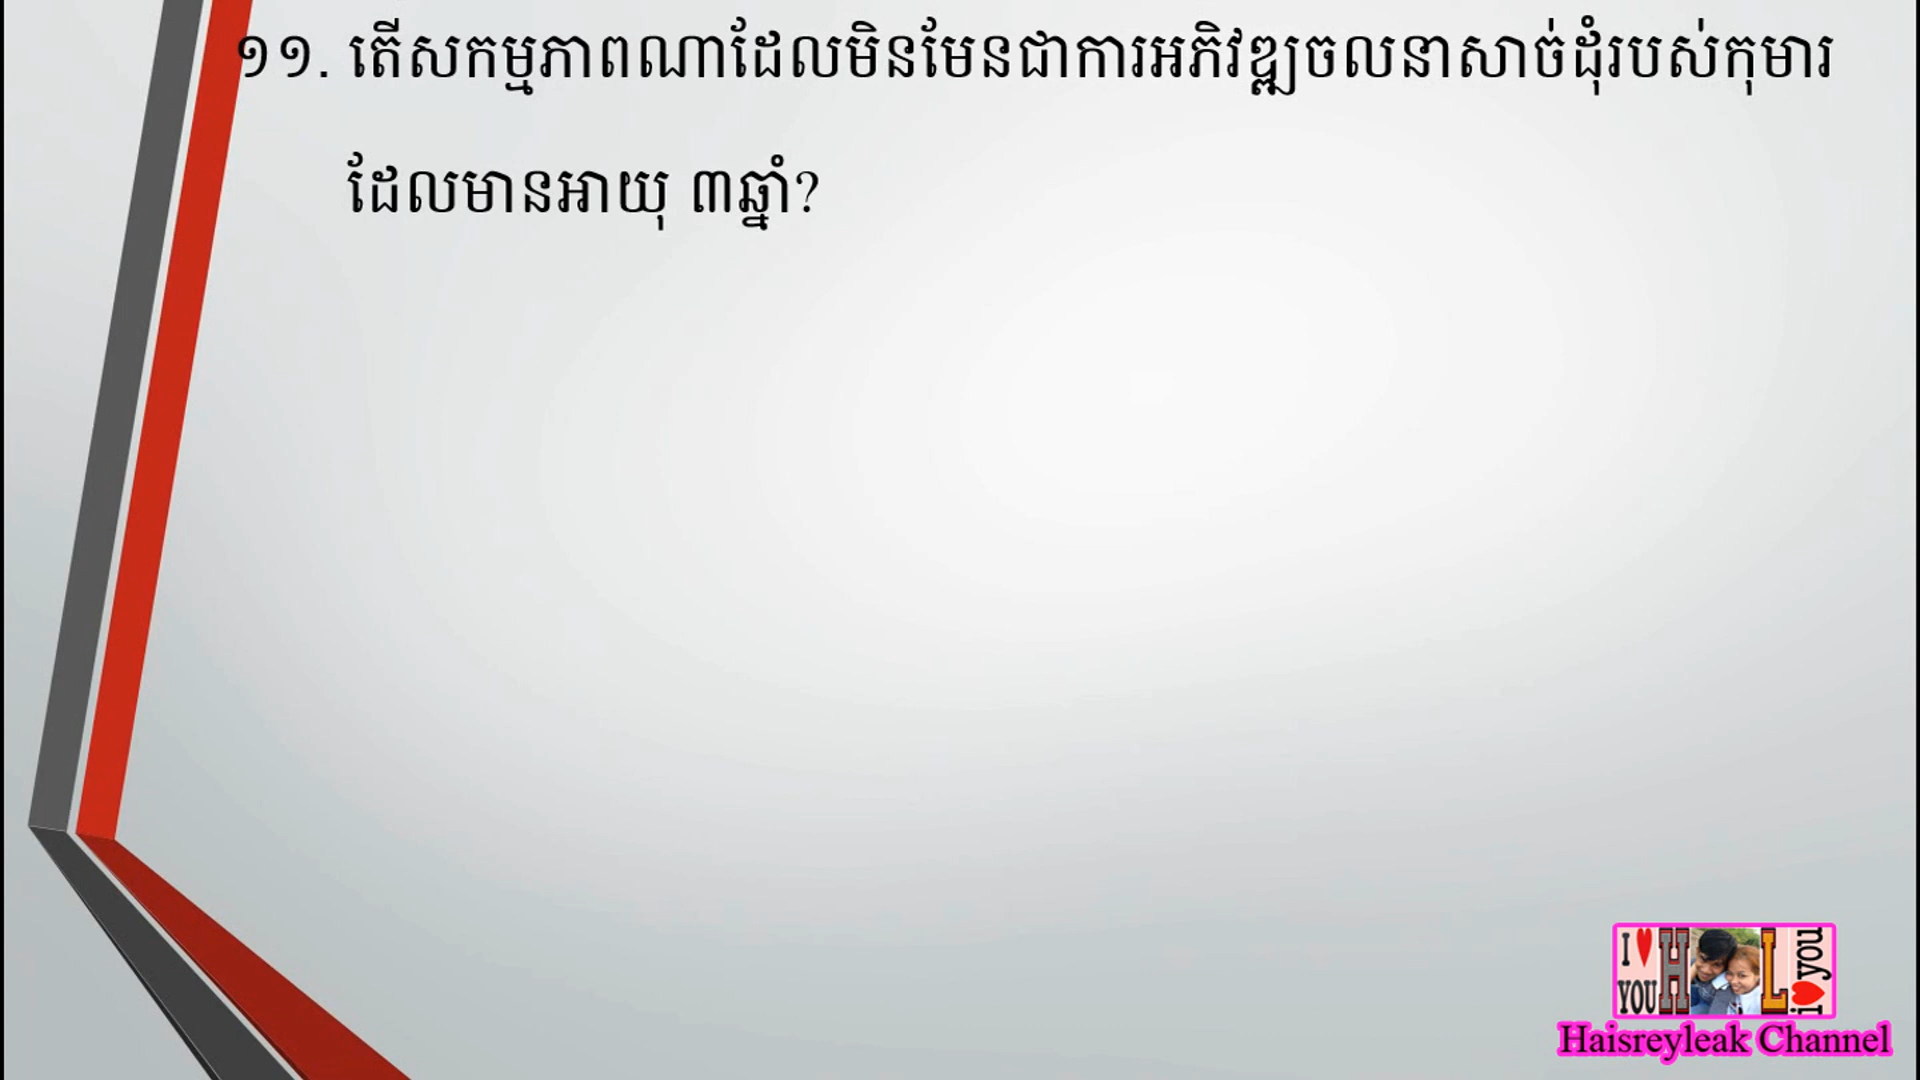 ១១. តើសកម្មភាពណាដែលមិនមែនជាការអភិវឌ្ឍចលនាសាច់ដុំរបស់កុមារ
ដែលមានអាយុ ៣ឆ្នាំ?
I ♥ YOU H L i ♥ you
Haisreyleak Channel